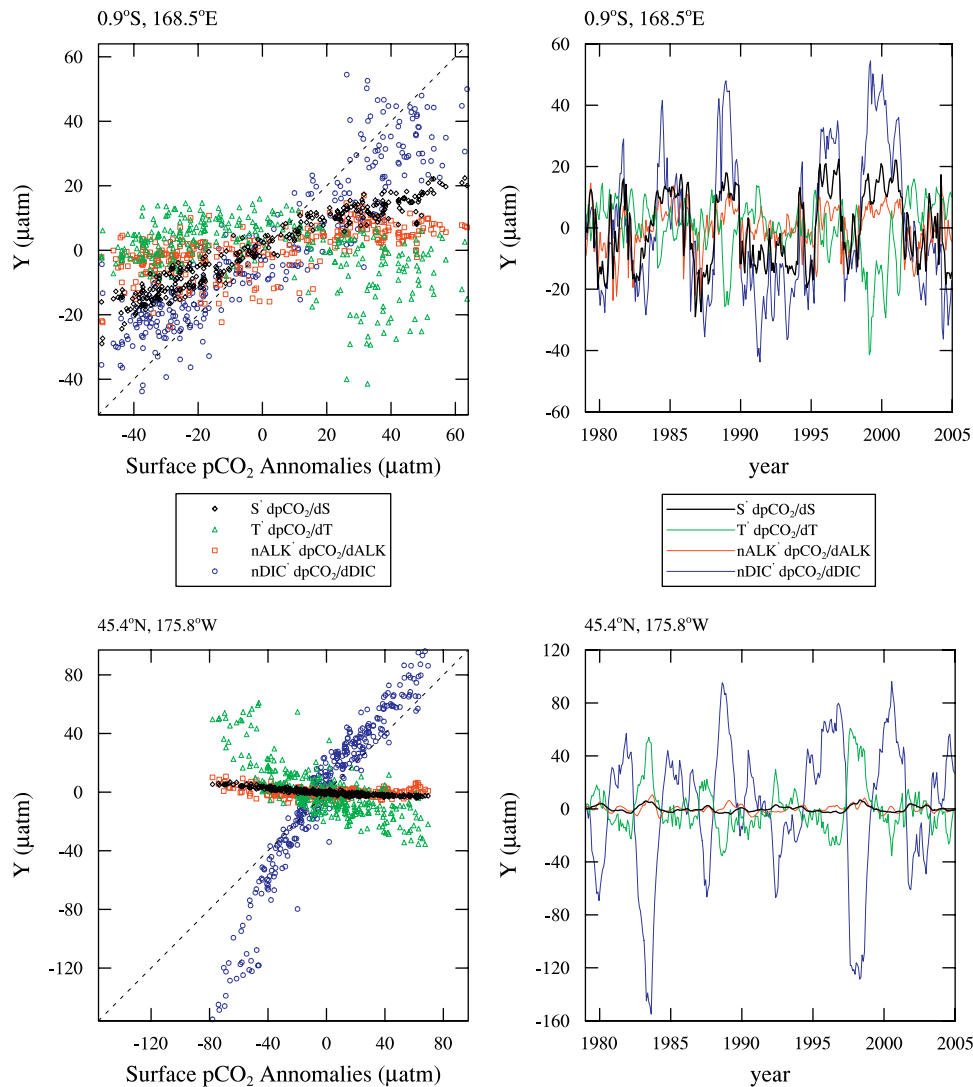 0.9°S, 168.5°E
0.9°S, 168.5°E
60
40
20
0
-20
-40
Y (μatm)
-40 -20 0 20 40 60
Surface pCO₂ Annomalies (μatm)
60
40
20
0
-20
-40
-60
Y (μatm)
1980 1985 1990 1995 2000 2005
year
S' dpCO₂/dS
T' dpCO₂/dT
nALK' dpCO₂/dALK
nDIC' dpCO₂/dDIC
S' dpCO₂/dS
T' dpCO₂/dT
nALK' dpCO₂/dALK
nDIC' dpCO₂/dDIC
45.4°N, 175.8°W
45.4°N, 175.8°W
80
40
0
-40
-80
-120
Y (μatm)
-120 -80 -40 0 40 80
Surface pCO₂ Annomalies (μatm)
120
80
40
0
-40
-80
-120
-160
Y (μatm)
1980 1985 1990 1995 2000 2005
year